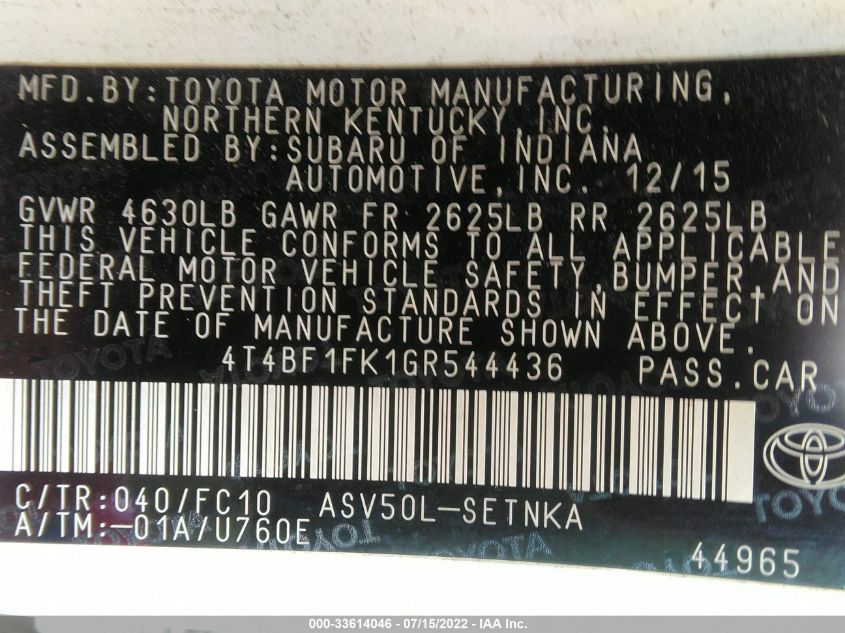 MFD.BY:TOYOTA MOTOR MANUFACTURING,
NORTHERN KENTUCKY,INC.
ASSEMBLED BY:SUBARU OF INDIANA
AUTOMOTIVE,INC. 12/15
GVWR 4630LB GAWR FR 2625LB RR 2625LB
THIS VEHICLE CONFORMS TO ALL APPLICABLE
FEDERAL MOTOR VEHICLE SAFETY,BUMPER,AND
THEFT PREVENTION STANDARDS IN EFFECT ON
THE DATE OF MANUFACTURE SHOWN ABOVE.
4T4BF1FK1GR544436 PASS.CAR
C/TR:040/FC10 ASV50L-SETNKA
A/TM:-01A/U760E
44965
000-33614046 - 07/15/2022 - IAA Inc.